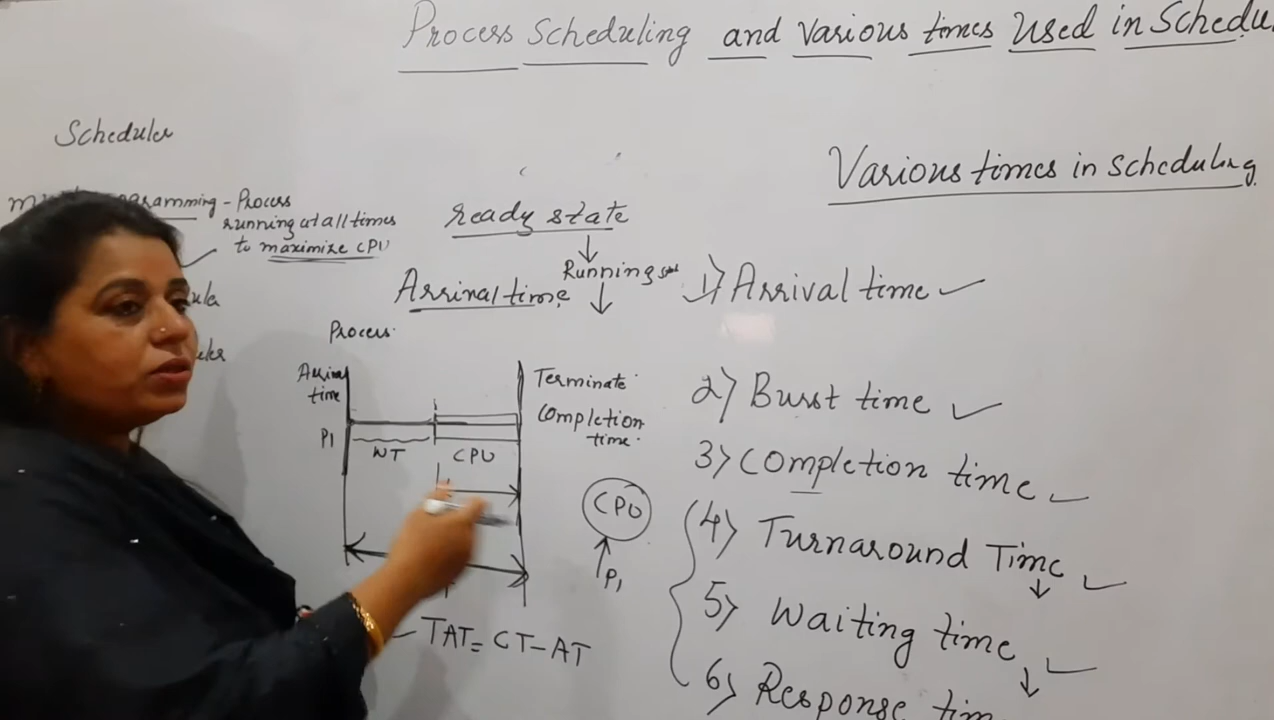 Process Scheduling and Various times Used in Schedu
Various times in scheduling
Scheduler
gramming - Process
running at all times
to maximize CPU
ready state
Running
Arrival time
Process
Arrival
time
P1
WT
CPU
Terminate
Completion
time
CPU
P1
TAT = CT - AT
1) Arrival time
2) Burst time
3) Completion time
4) Turnaround Time
5) Waiting time
6) Response tim